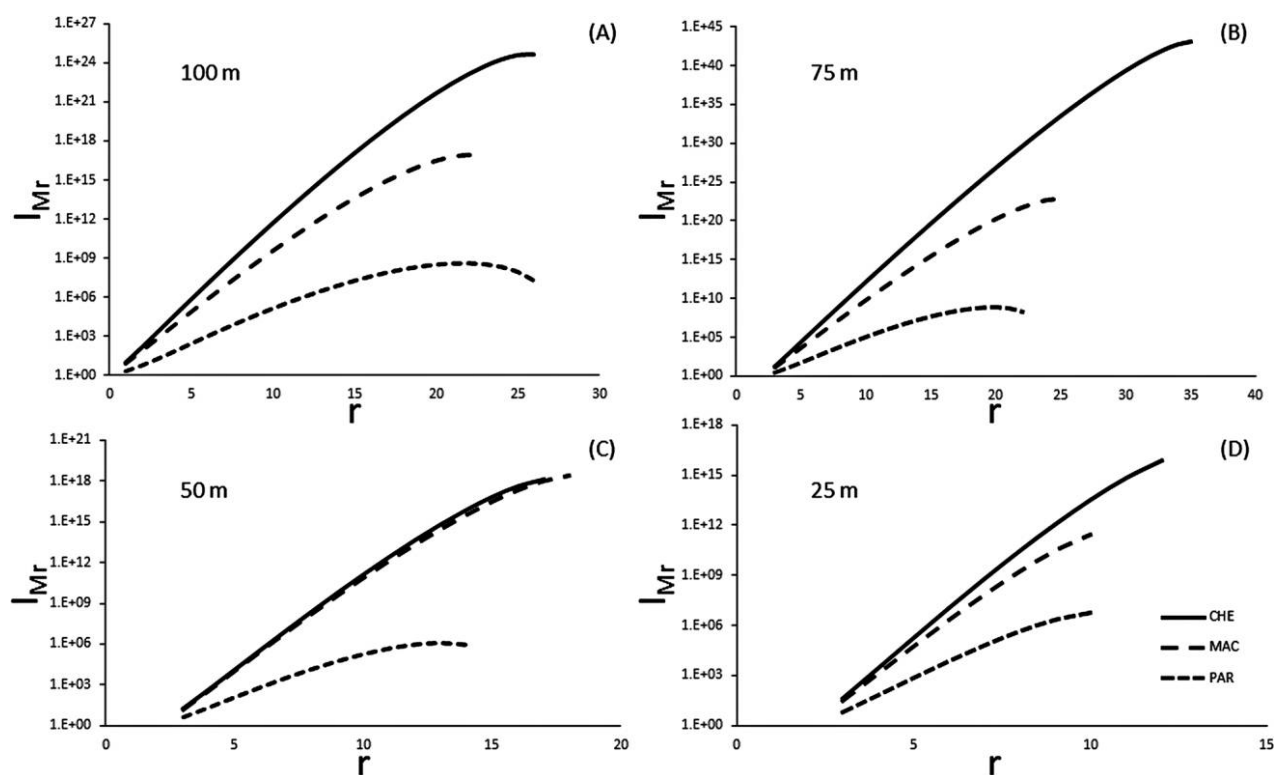 (A)
100 m
1.E+27
1.E+24
1.E+21
1.E+18
1.E+15
1.E+12
1.E+09
1.E+06
1.E+03
1.E+00
I_Mr
0 5 10 15 20 25 30
r
(B)
75 m
1.E+45
1.E+40
1.E+35
1.E+30
1.E+25
1.E+20
1.E+15
1.E+10
1.E+05
1.E+00
I_Mr
0 5 10 15 20 25 30 35 40
r
(C)
50 m
1.E+21
1.E+18
1.E+15
1.E+12
1.E+09
1.E+06
1.E+03
1.E+00
I_Mr
0 5 10 15 20
r
(D)
25 m
1.E+18
1.E+15
1.E+12
1.E+09
1.E+06
1.E+03
1.E+00
I_Mr
0 5 10 15
r
CHE
MAC
PAR